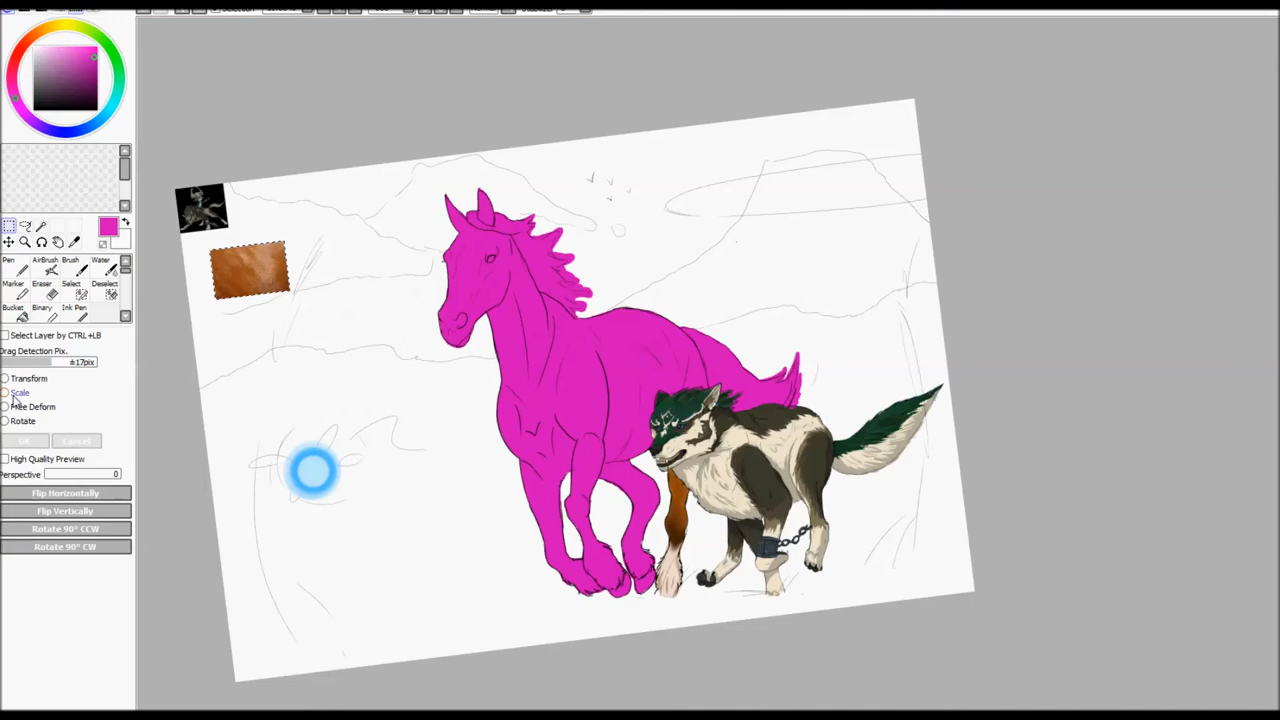 Pen AirBrush Brush Water
Marker Eraser Select Deselect
Bucket Binary Ink Pen
Select Layer by CTRL+LB
Drag Detection Pix.
±17pix
Transform
Scale
Free Deform
Rotate
OK Cancel
High Quality Preview
Perspective 0
Flip Horizontally
Flip Vertically
Rotate 90° CCW
Rotate 90° CW